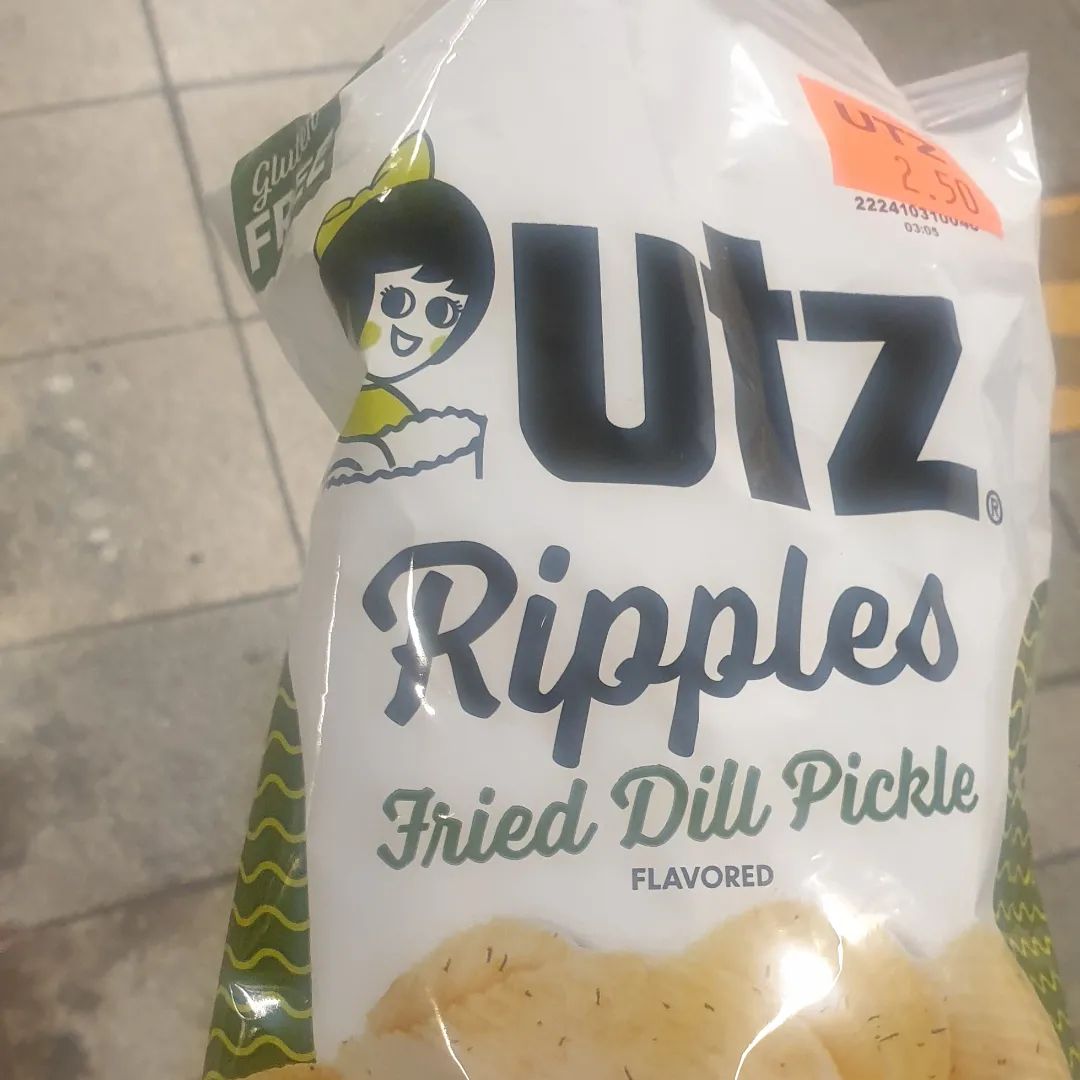 Gluten
FREE
UTZ
2.50
03:05
utz®
Ripples
Fried Dill Pickle
FLAVORED